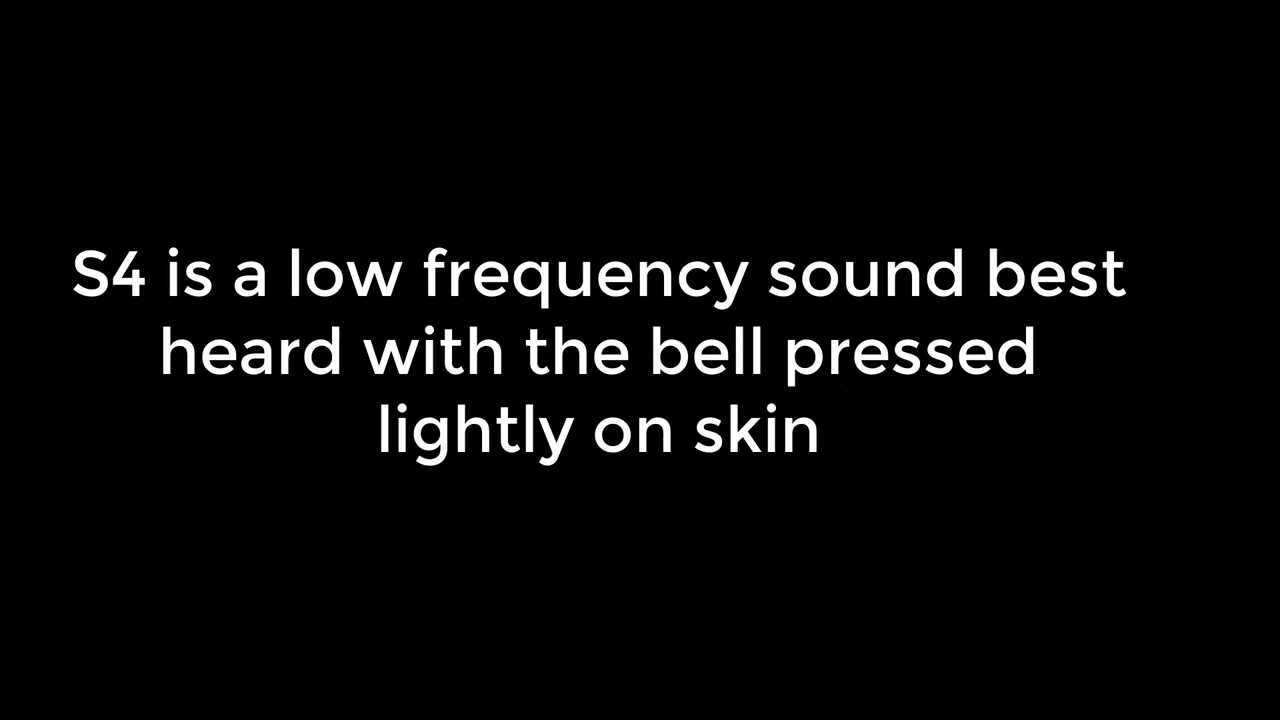 S4 is a low frequency sound best
heard with the bell pressed
lightly on skin